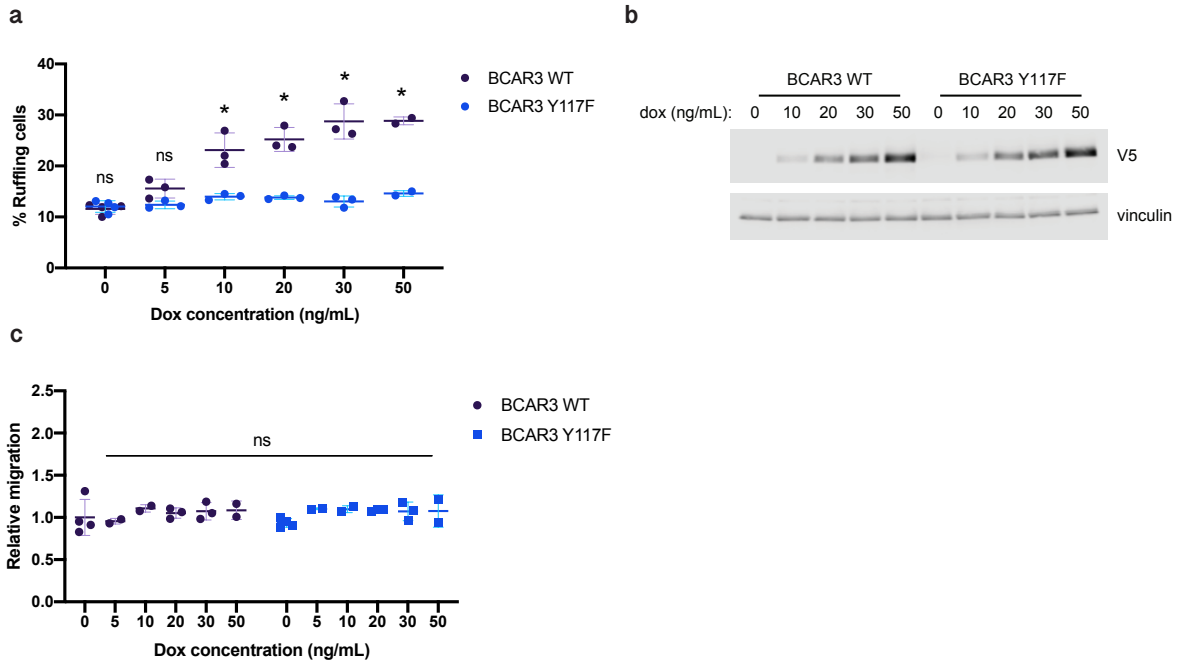 a
40
30
20
10
0
% Ruffling cells
ns
ns
*
*
*
*
0 5 10 20 30 50
Dox concentration (ng/mL)
BCAR3 WT
BCAR3 Y117F
b
BCAR3 WT BCAR3 Y117F
dox (ng/mL): 0 10 20 30 50 0 10 20 30 50
V5
vinculin
c
2.5
2.0
1.5
1.0
0.5
0.0
Relative migration
ns
0 5 10 20 30 50 0 5 10 20 30 50
Dox concentration (ng/mL)
BCAR3 WT
BCAR3 Y117F